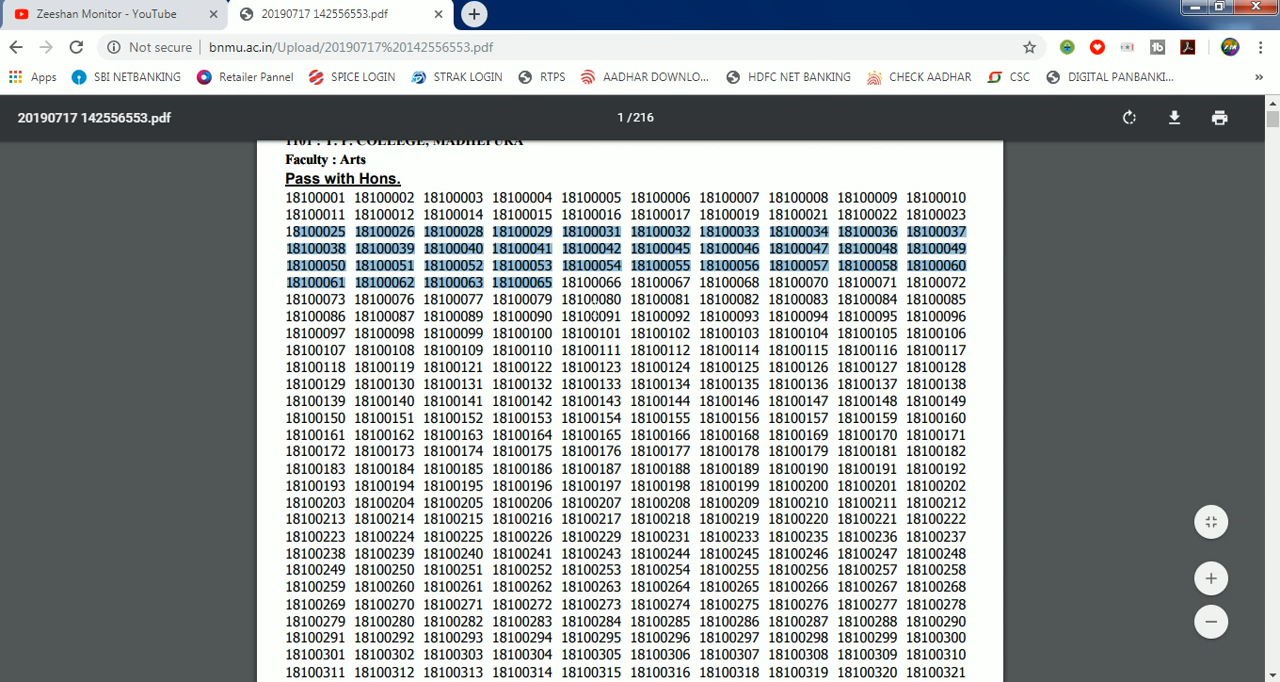 Zeeshan Monitor - YouTube
20190717 142556553.pdf
Not secure | bnmu.ac.in/Upload/20190717%20142556553.pdf
Apps SBI NETBANKING Retailer Pannel SPICE LOGIN STRAK LOGIN RTPS AADHAR DOWNLO... HDFC NET BANKING CHECK AADHAR CSC DIGITAL PANBANKI... »
20190717 142556553.pdf 1 / 216
1101 : T. P. COLLEGE, MADHEPURA
Faculty : Arts
Pass with Hons.
18100001 18100002 18100003 18100004 18100005 18100006 18100007 18100008 18100009 18100010
18100011 18100012 18100014 18100015 18100016 18100017 18100019 18100021 18100022 18100023
18100025 18100026 18100028 18100029 18100031 18100032 18100033 18100034 18100036 18100037
18100038 18100039 18100040 18100041 18100042 18100045 18100046 18100047 18100048 18100049
18100050 18100051 18100052 18100053 18100054 18100055 18100056 18100057 18100058 18100060
18100061 18100062 18100063 18100065 18100066 18100067 18100068 18100070 18100071 18100072
18100073 18100076 18100077 18100079 18100080 18100081 18100082 18100083 18100084 18100085
18100086 18100087 18100089 18100090 18100091 18100092 18100093 18100094 18100095 18100096
18100097 18100098 18100099 18100100 18100101 18100102 18100103 18100104 18100105 18100106
18100107 18100108 18100109 18100110 18100111 18100112 18100114 18100115 18100116 18100117
18100118 18100119 18100121 18100122 18100123 18100124 18100125 18100126 18100127 18100128
18100129 18100130 18100131 18100132 18100133 18100134 18100135 18100136 18100137 18100138
18100139 18100140 18100141 18100142 18100143 18100144 18100146 18100147 18100148 18100149
18100150 18100151 18100152 18100153 18100154 18100155 18100156 18100157 18100159 18100160
18100161 18100162 18100163 18100164 18100165 18100166 18100168 18100169 18100170 18100171
18100172 18100173 18100174 18100175 18100176 18100177 18100178 18100179 18100181 18100182
18100183 18100184 18100185 18100186 18100187 18100188 18100189 18100190 18100191 18100192
18100193 18100194 18100195 18100196 18100197 18100198 18100199 18100200 18100201 18100202
18100203 18100204 18100205 18100206 18100207 18100208 18100209 18100210 18100211 18100212
18100213 18100214 18100215 18100216 18100217 18100218 18100219 18100220 18100221 18100222
18100223 18100224 18100225 18100226 18100229 18100231 18100233 18100235 18100236 18100237
18100238 18100239 18100240 18100241 18100243 18100244 18100245 18100246 18100247 18100248
18100249 18100250 18100251 18100252 18100253 18100254 18100255 18100256 18100257 18100258
18100259 18100260 18100261 18100262 18100263 18100264 18100265 18100266 18100267 18100268
18100269 18100270 18100271 18100272 18100273 18100274 18100275 18100276 18100277 18100278
18100279 18100280 18100282 18100283 18100284 18100285 18100286 18100287 18100288 18100290
18100291 18100292 18100293 18100294 18100295 18100296 18100297 18100298 18100299 18100300
18100301 18100302 18100303 18100304 18100305 18100306 18100307 18100308 18100309 18100310
18100311 18100312 18100313 18100314 18100315 18100316 18100318 18100319 18100320 18100321